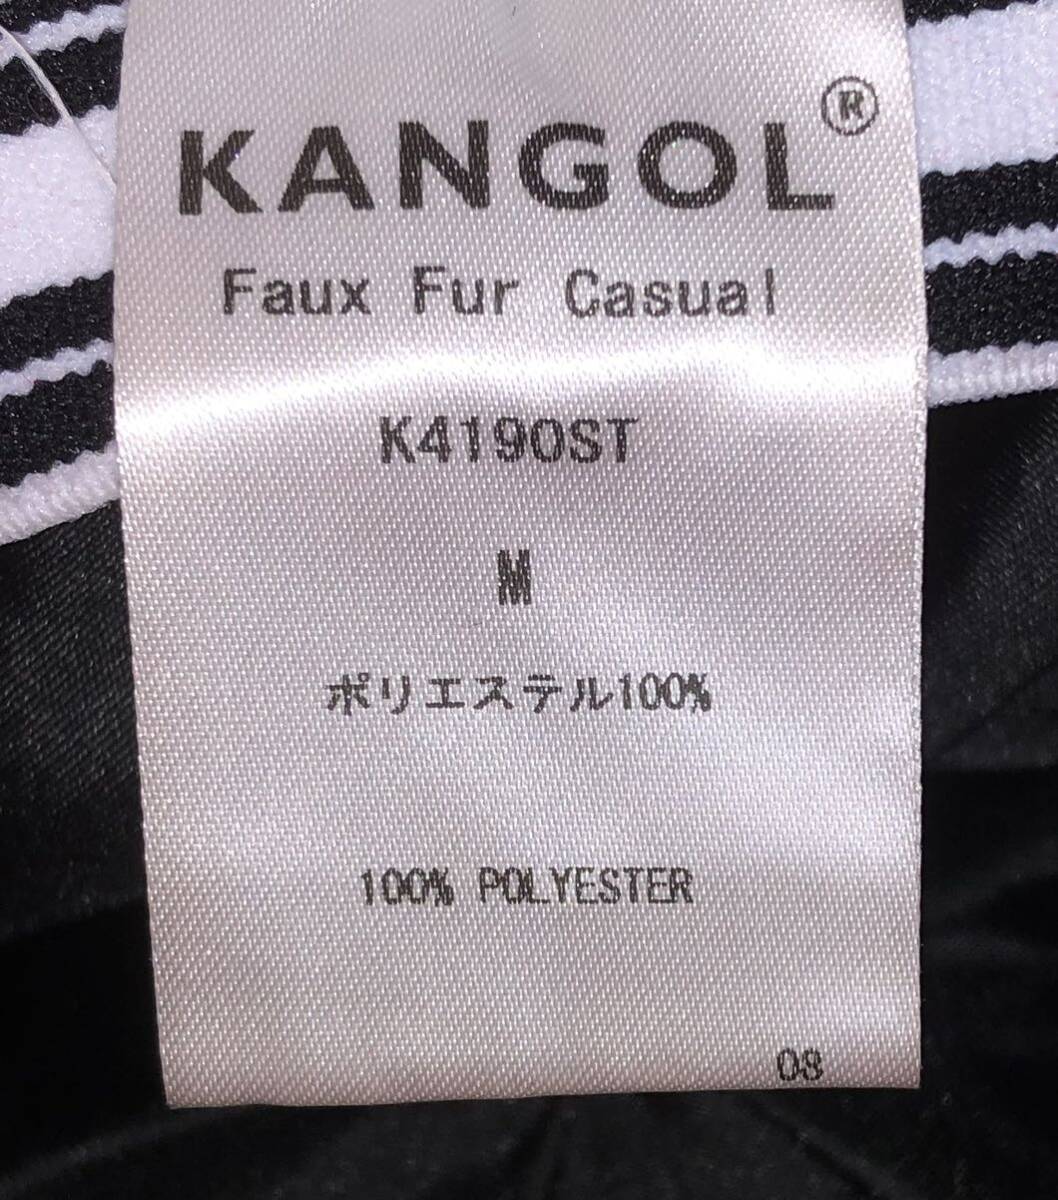 KANGOL®
Faux Fur Casual
K4190ST
M
ポリエステル100%
100% POLYESTER
08